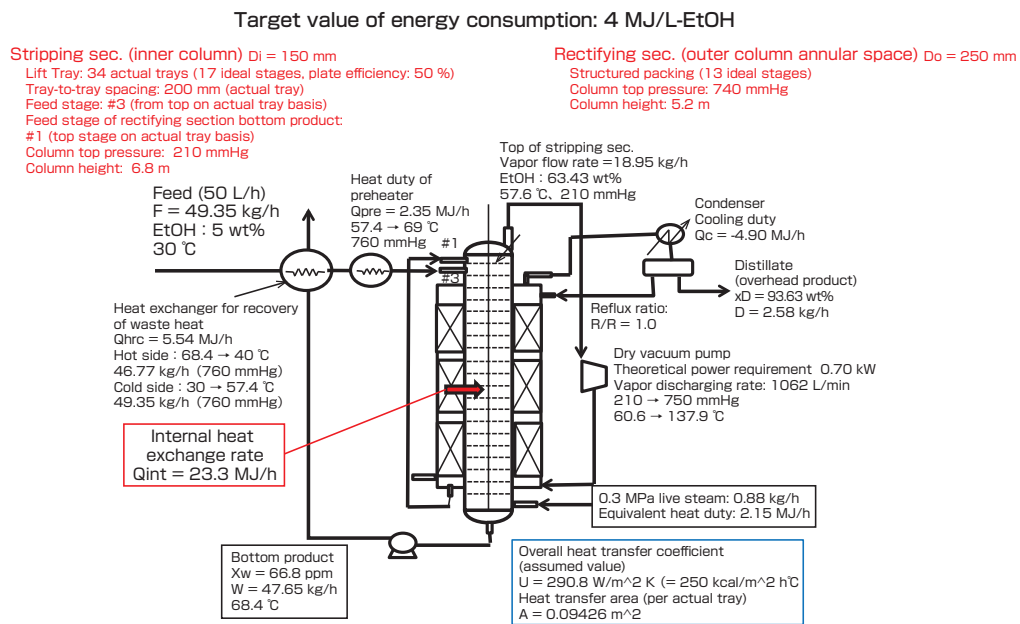 Target value of energy consumption: 4 MJ/L-EtOH
Stripping sec. (inner column) Di = 150 mm
Lift Tray: 34 actual trays (17 ideal stages, plate efficiency: 50 %)
Tray-to-tray spacing: 200 mm (actual tray)
Feed stage: #3 (from top on actual tray basis)
Feed stage of rectifying section bottom product:
#1 (top stage on actual tray basis)
Column top pressure: 210 mmHg
Column height: 6.8 m
Rectifying sec. (outer column annular space) Do = 250 mm
Structured packing (13 ideal stages)
Column top pressure: 740 mmHg
Column height: 5.2 m
Top of stripping sec.
Vapor flow rate =18.95 kg/h
EtOH : 63.43 wt%
57.6 ℃、210 mmHg
Feed (50 L/h)
F = 49.35 kg/h
EtOH : 5 wt%
30 ℃
Heat duty of
preheater
Qpre = 2.35 MJ/h
57.4 → 69 ℃
760 mmHg
#1
#3
Condenser
Cooling duty
Qc = -4.90 MJ/h
Distillate
(overhead product)
xD = 93.63 wt%
D = 2.58 kg/h
Reflux ratio:
R/R = 1.0
Heat exchanger for recovery
of waste heat
Qhrc = 5.54 MJ/h
Hot side : 68.4 → 40 ℃
46.77 kg/h (760 mmHg)
Cold side : 30 → 57.4 ℃
49.35 kg/h (760 mmHg)
Dry vacuum pump
Theoretical power requirement 0.70 kW
Vapor discharging rate: 1062 L/min
210 → 750 mmHg
60.6 → 137.9 ℃
Internal heat
exchange rate
Qint = 23.3 MJ/h
0.3 MPa live steam: 0.88 kg/h
Equivalent heat duty: 2.15 MJ/h
Bottom product
Xw = 66.8 ppm
W = 47.65 kg/h
68.4 ℃
Overall heat transfer coefficient
(assumed value)
U = 290.8 W/m^2 K (= 250 kcal/m^2 h℃
Heat transfer area (per actual tray)
A = 0.09426 m^2